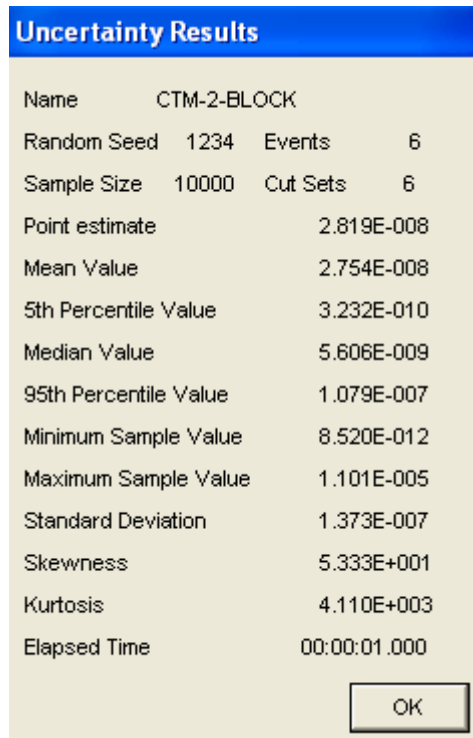 Uncertainty Results
Name CTM-2-BLOCK
Random Seed 1234 Events 6
Sample Size 10000 Cut Sets 6
Point estimate 2.819E-008
Mean Value 2.754E-008
5th Percentile Value 3.232E-010
Median Value 5.606E-009
95th Percentile Value 1.079E-007
Minimum Sample Value 8.520E-012
Maximum Sample Value 1.101E-005
Standard Deviation 1.373E-007
Skewness 5.333E+001
Kurtosis 4.110E+003
Elapsed Time 00:00:01.000
OK